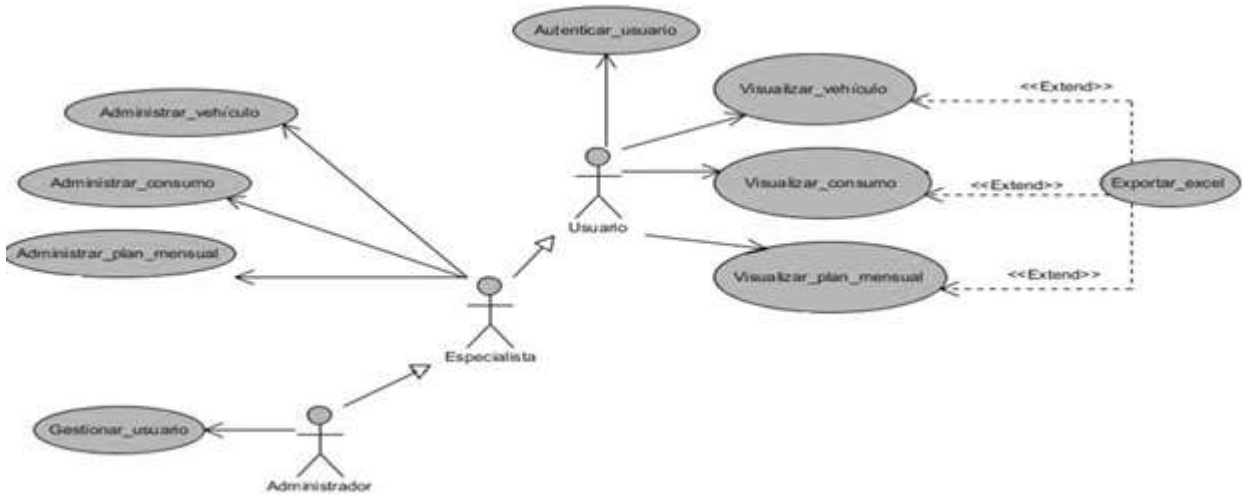 Autenticar_usuario
Administrar_vehículo
Visualizar_vehículo
<<Extend>>
Administrar_consumo
Visualizar_consumo
<<Extend>>
Exportar_excel
Usuario
Administrar_plan_mensual
Visualizar_plan_mensual
<<Extend>>
Especialista
Gestionar_usuario
Administrador